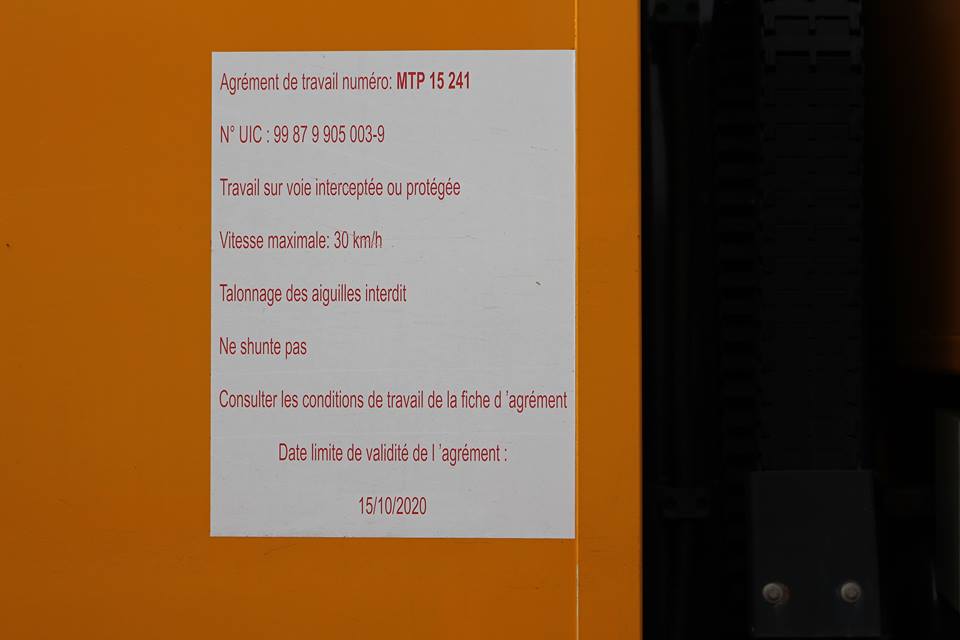 Agrément de travail numéro: MTP 15 241
N° UIC : 99 87 9 905 003-9
Travail sur voie interceptée ou protégée
Vitesse maximale: 30 km/h
Talonnage des aiguilles interdit
Ne shunte pas
Consulter les conditions de travail de la fiche d 'agrément
Date limite de validité de l 'agrément :
15/10/2020